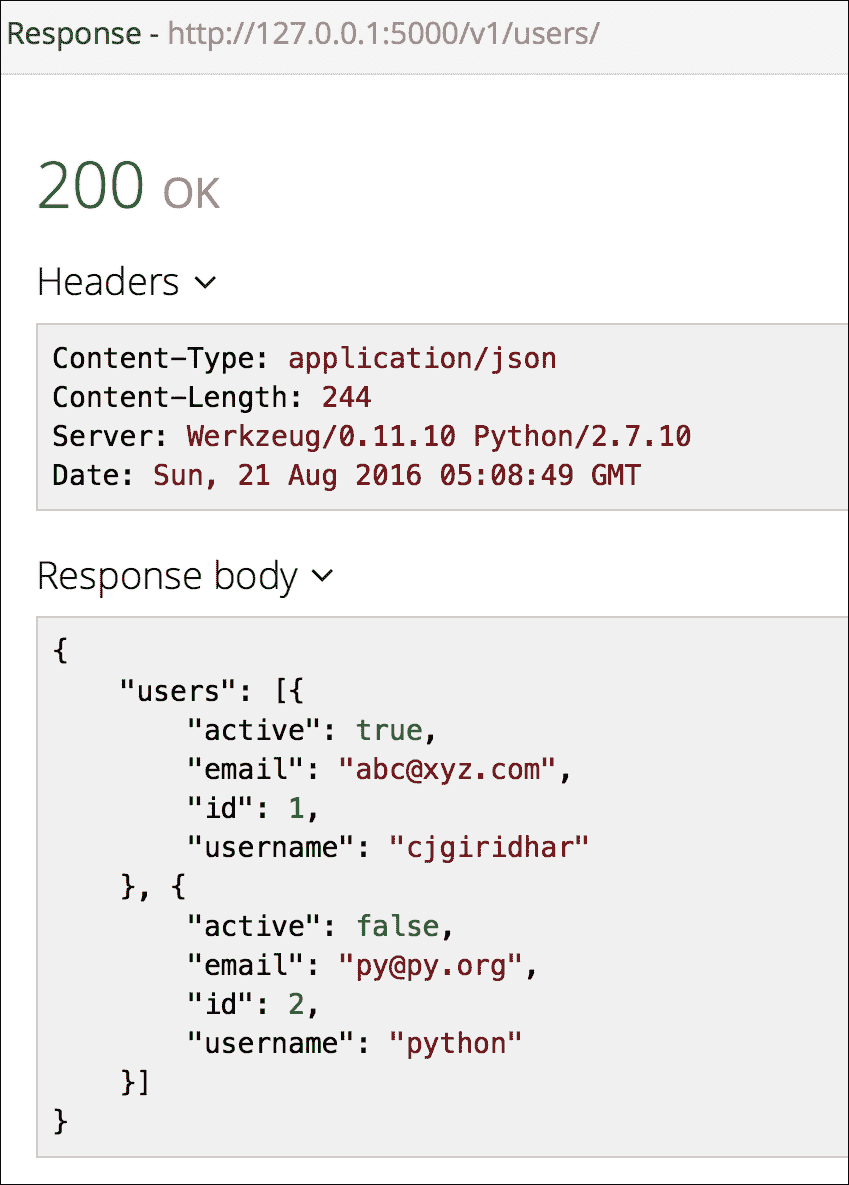 Response - http://127.0.0.1:5000/v1/users/
200 OK
Headers
Content-Type: application/json
Content-Length: 244
Server: Werkzeug/0.11.10 Python/2.7.10
Date: Sun, 21 Aug 2016 05:08:49 GMT
Response body
{
    "users": [{
        "active": true,
        "email": "abc@xyz.com",
        "id": 1,
        "username": "cjgiridhar"
    }, {
        "active": false,
        "email": "py@py.org",
        "id": 2,
        "username": "python"
    }]
}